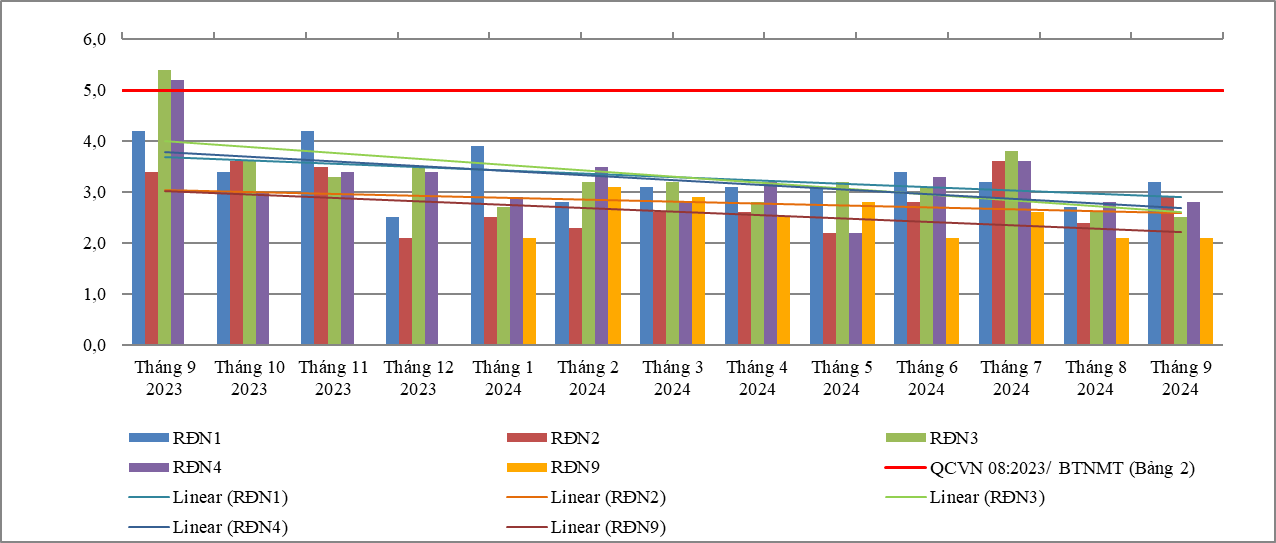 6,0
5,0
4,0
3,0
2,0
1,0
0,0
Tháng 9 Tháng 10 Tháng 11 Tháng 12 Tháng 1 Tháng 2 Tháng 3 Tháng 4 Tháng 5 Tháng 6 Tháng 7 Tháng 8 Tháng 9
2023 2023 2023 2023 2024 2024 2024 2024 2024 2024 2024 2024 2024
RĐN1 RĐN2 RĐN3
RĐN4 RĐN9 QCVN 08:2023/ BTNMT (Bảng 2)
Linear (RĐN1) Linear (RĐN2) Linear (RĐN3)
Linear (RĐN4) Linear (RĐN9)